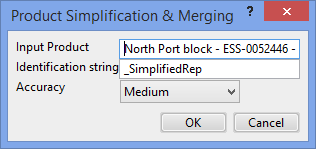 Product Simplification & Merging
Input Product North Port block - ESS-0052446 -
Identification string _SimplifiedRep
Accuracy Medium
OK Cancel